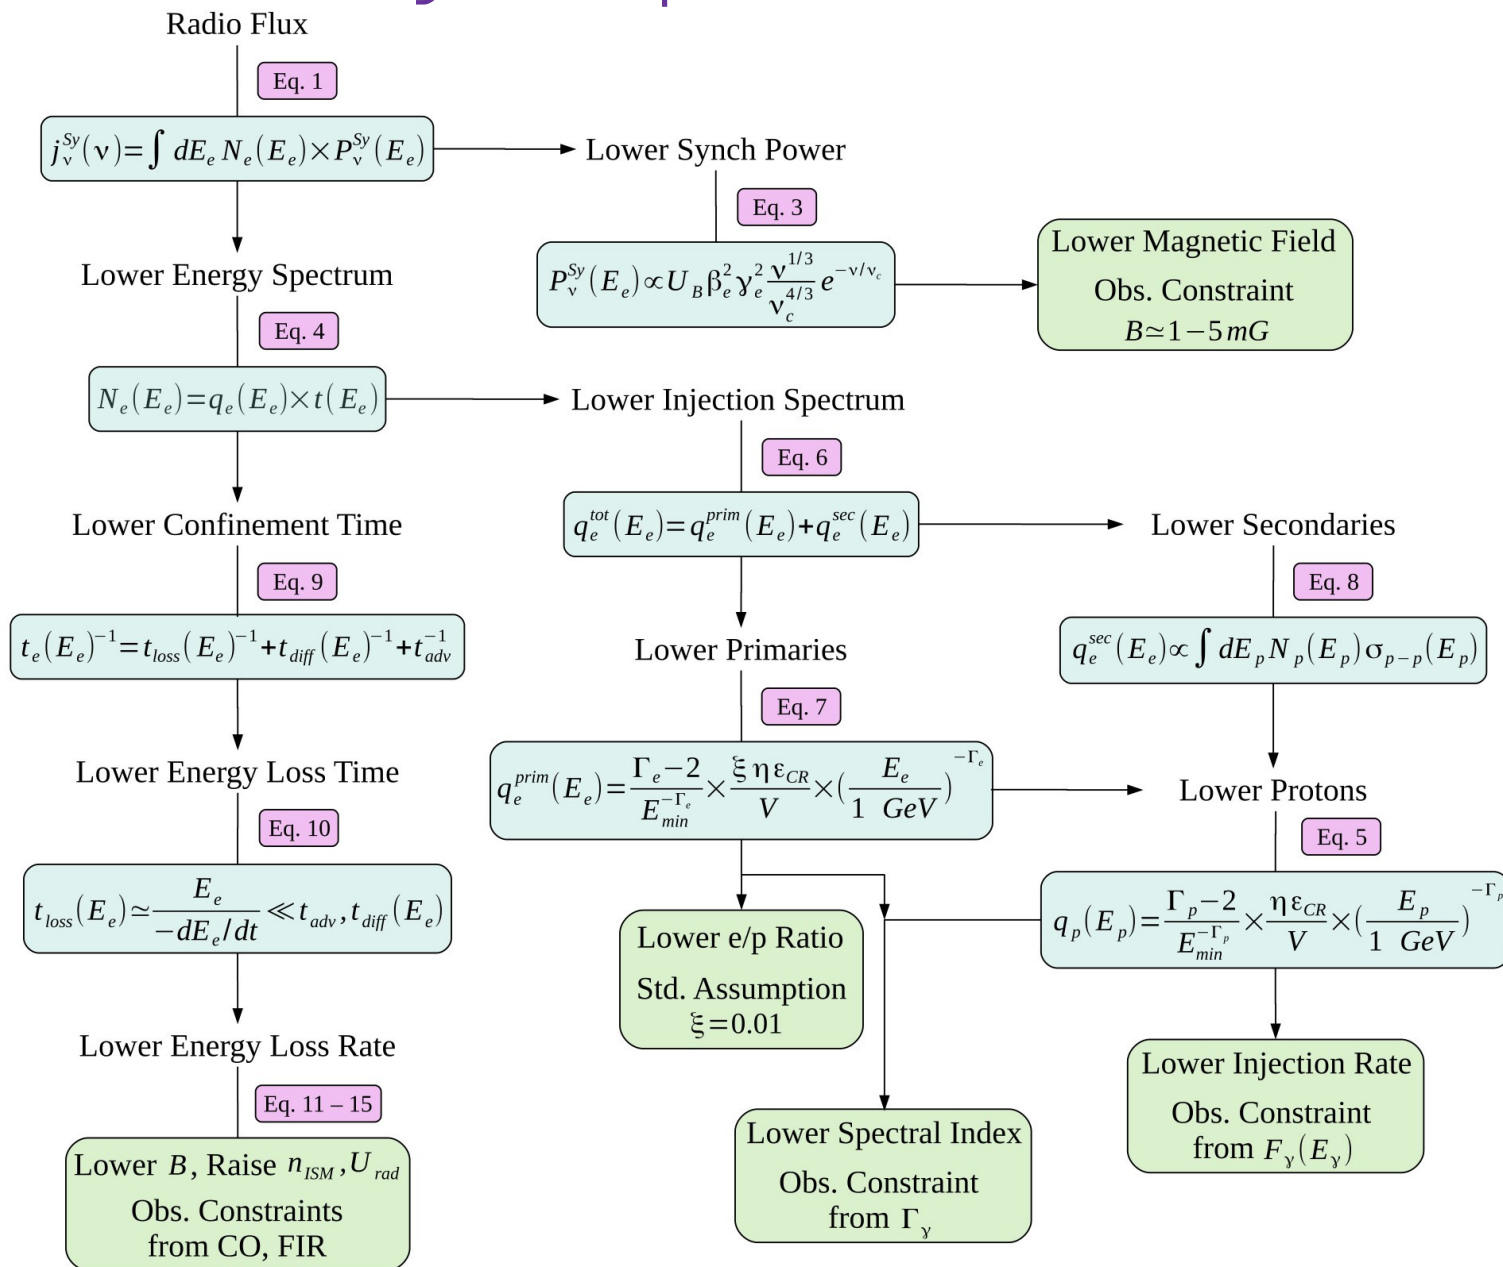 Radio Flux
Eq. 1
j_ν^{Sy}(ν)=∫ dE_e N_e(E_e)×P_ν^{Sy}(E_e)
Lower Synch Power
Eq. 3
P_ν^{Sy}(E_e)∝U_B β_e^2 γ_e^2 ν^{1/3}/ν_c^{4/3} e^{−ν/ν_c}
Lower Magnetic Field
Obs. Constraint
B≃1−5 mG
Lower Energy Spectrum
Eq. 4
N_e(E_e)=q_e(E_e)×t(E_e)
Lower Injection Spectrum
Eq. 6
q_e^{tot}(E_e)=q_e^{prim}(E_e)+q_e^{sec}(E_e)
Lower Secondaries
Eq. 8
q_e^{sec}(E_e)∝∫ dE_p N_p(E_p)σ_{p−p}(E_p)
Lower Confinement Time
Eq. 9
t_e(E_e)^{−1}=t_{loss}(E_e)^{−1}+t_{diff}(E_e)^{−1}+t_{adv}^{−1}
Lower Primaries
Eq. 7
q_e^{prim}(E_e)=(Γ_e−2)/E_{min}^{−Γ_e}×ξ η ε_{CR}/V×(E_e/1 GeV)^{−Γ_e}
Lower Protons
Eq. 5
q_p(E_p)=(Γ_p−2)/E_{min}^{−Γ_p}×η ε_{CR}/V×(E_p/1 GeV)^{−Γ_p}
Lower Energy Loss Time
Eq. 10
t_{loss}(E_e)≃E_e/(−dE_e/dt)≪t_{adv},t_{diff}(E_e)
Lower e/p Ratio
Std. Assumption
ξ=0.01
Lower Energy Loss Rate
Eq. 11 – 15
Lower B, Raise n_{ISM},U_{rad}
Obs. Constraints
from CO, FIR
Lower Spectral Index
Obs. Constraint
from Γ_γ
Lower Injection Rate
Obs. Constraint
from F_γ(E_γ)